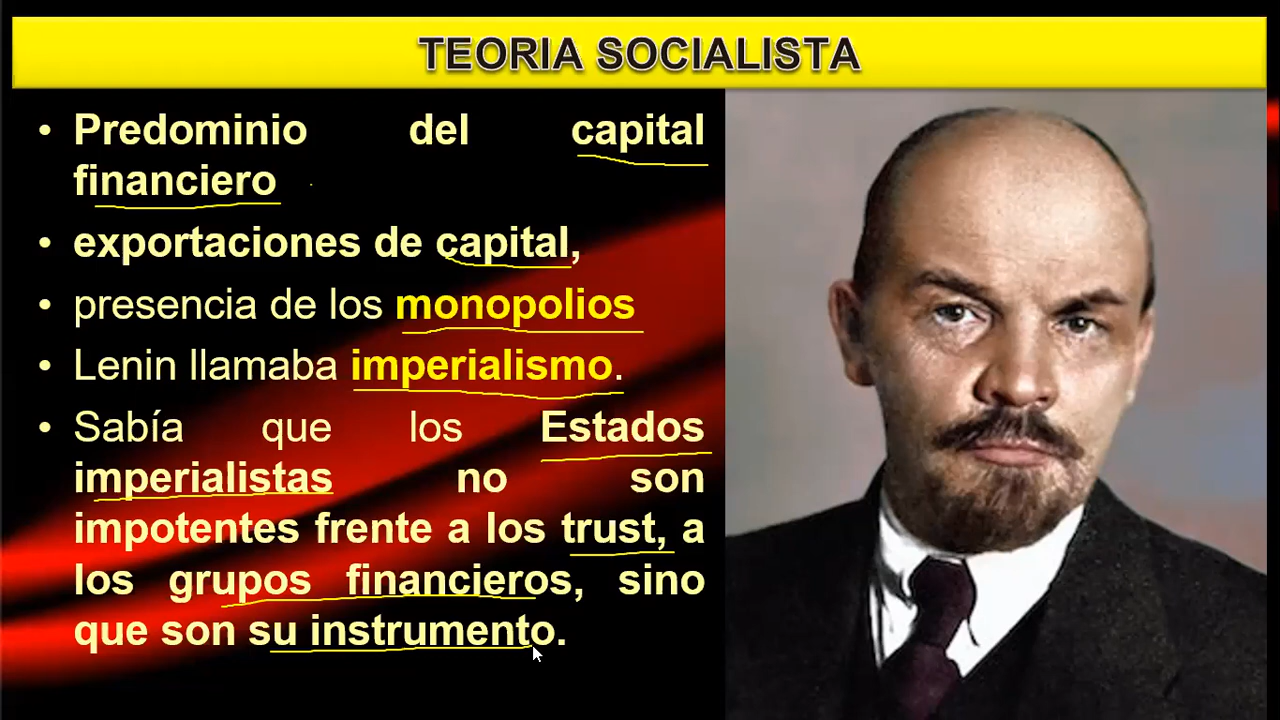 TEORIA SOCIALISTA
• Predominio del capital
financiero
• exportaciones de capital,
• presencia de los monopolios
• Lenin llamaba imperialismo.
• Sabía que los Estados
imperialistas no son
impotentes frente a los trust, a
los grupos financieros, sino
que son su instrumento.